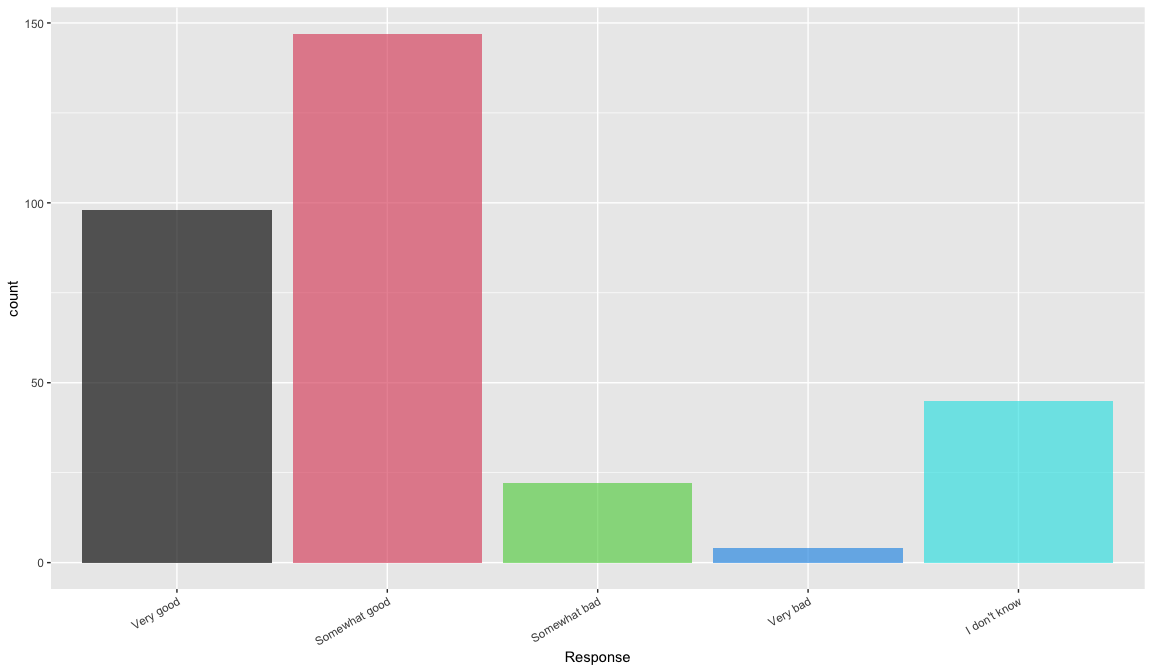 150
100
50
0
count
Very good
Somewhat good
Somewhat bad
Very bad
I don't know
Response